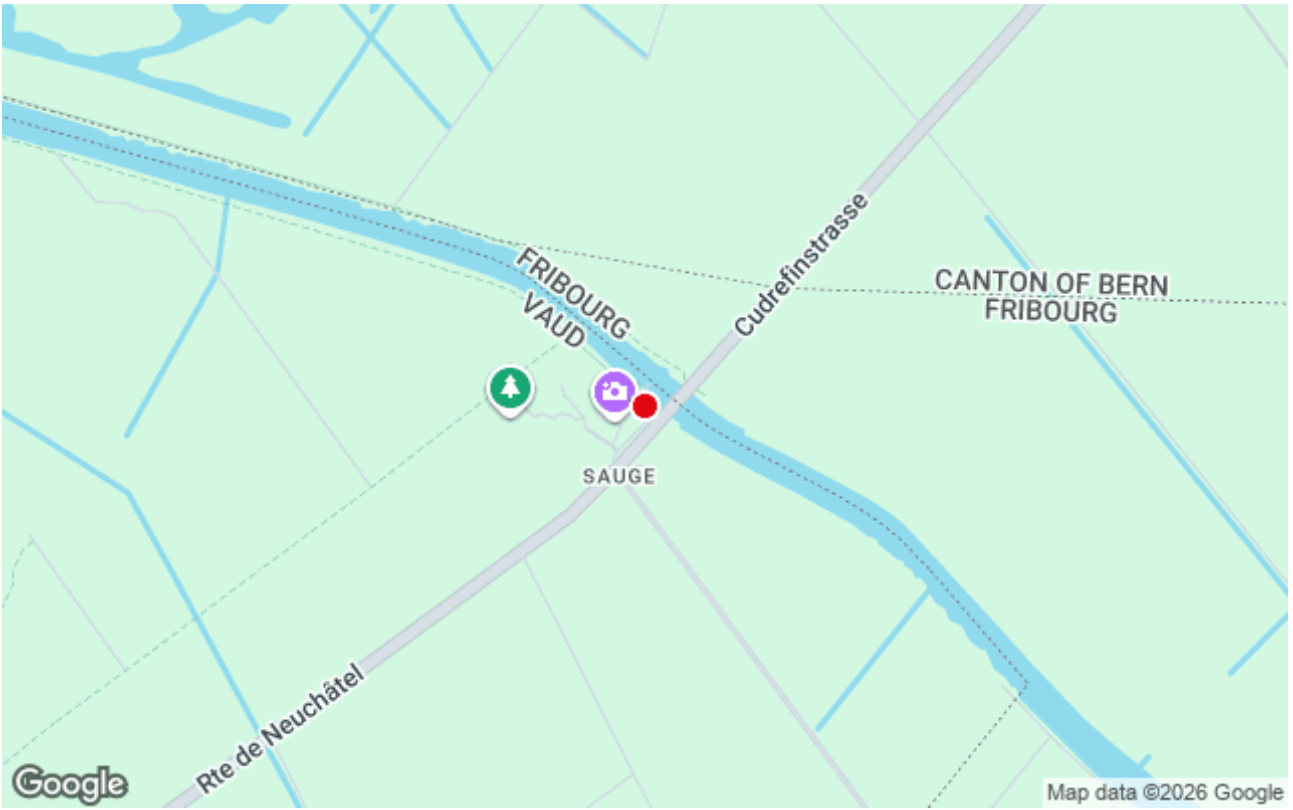 FRIBOURG
VAUD
Cudrefinstrasse
CANTON OF BERN
FRIBOURG
SAUGE
Rte de Neuchâtel
Google
Map data ©2026 Google